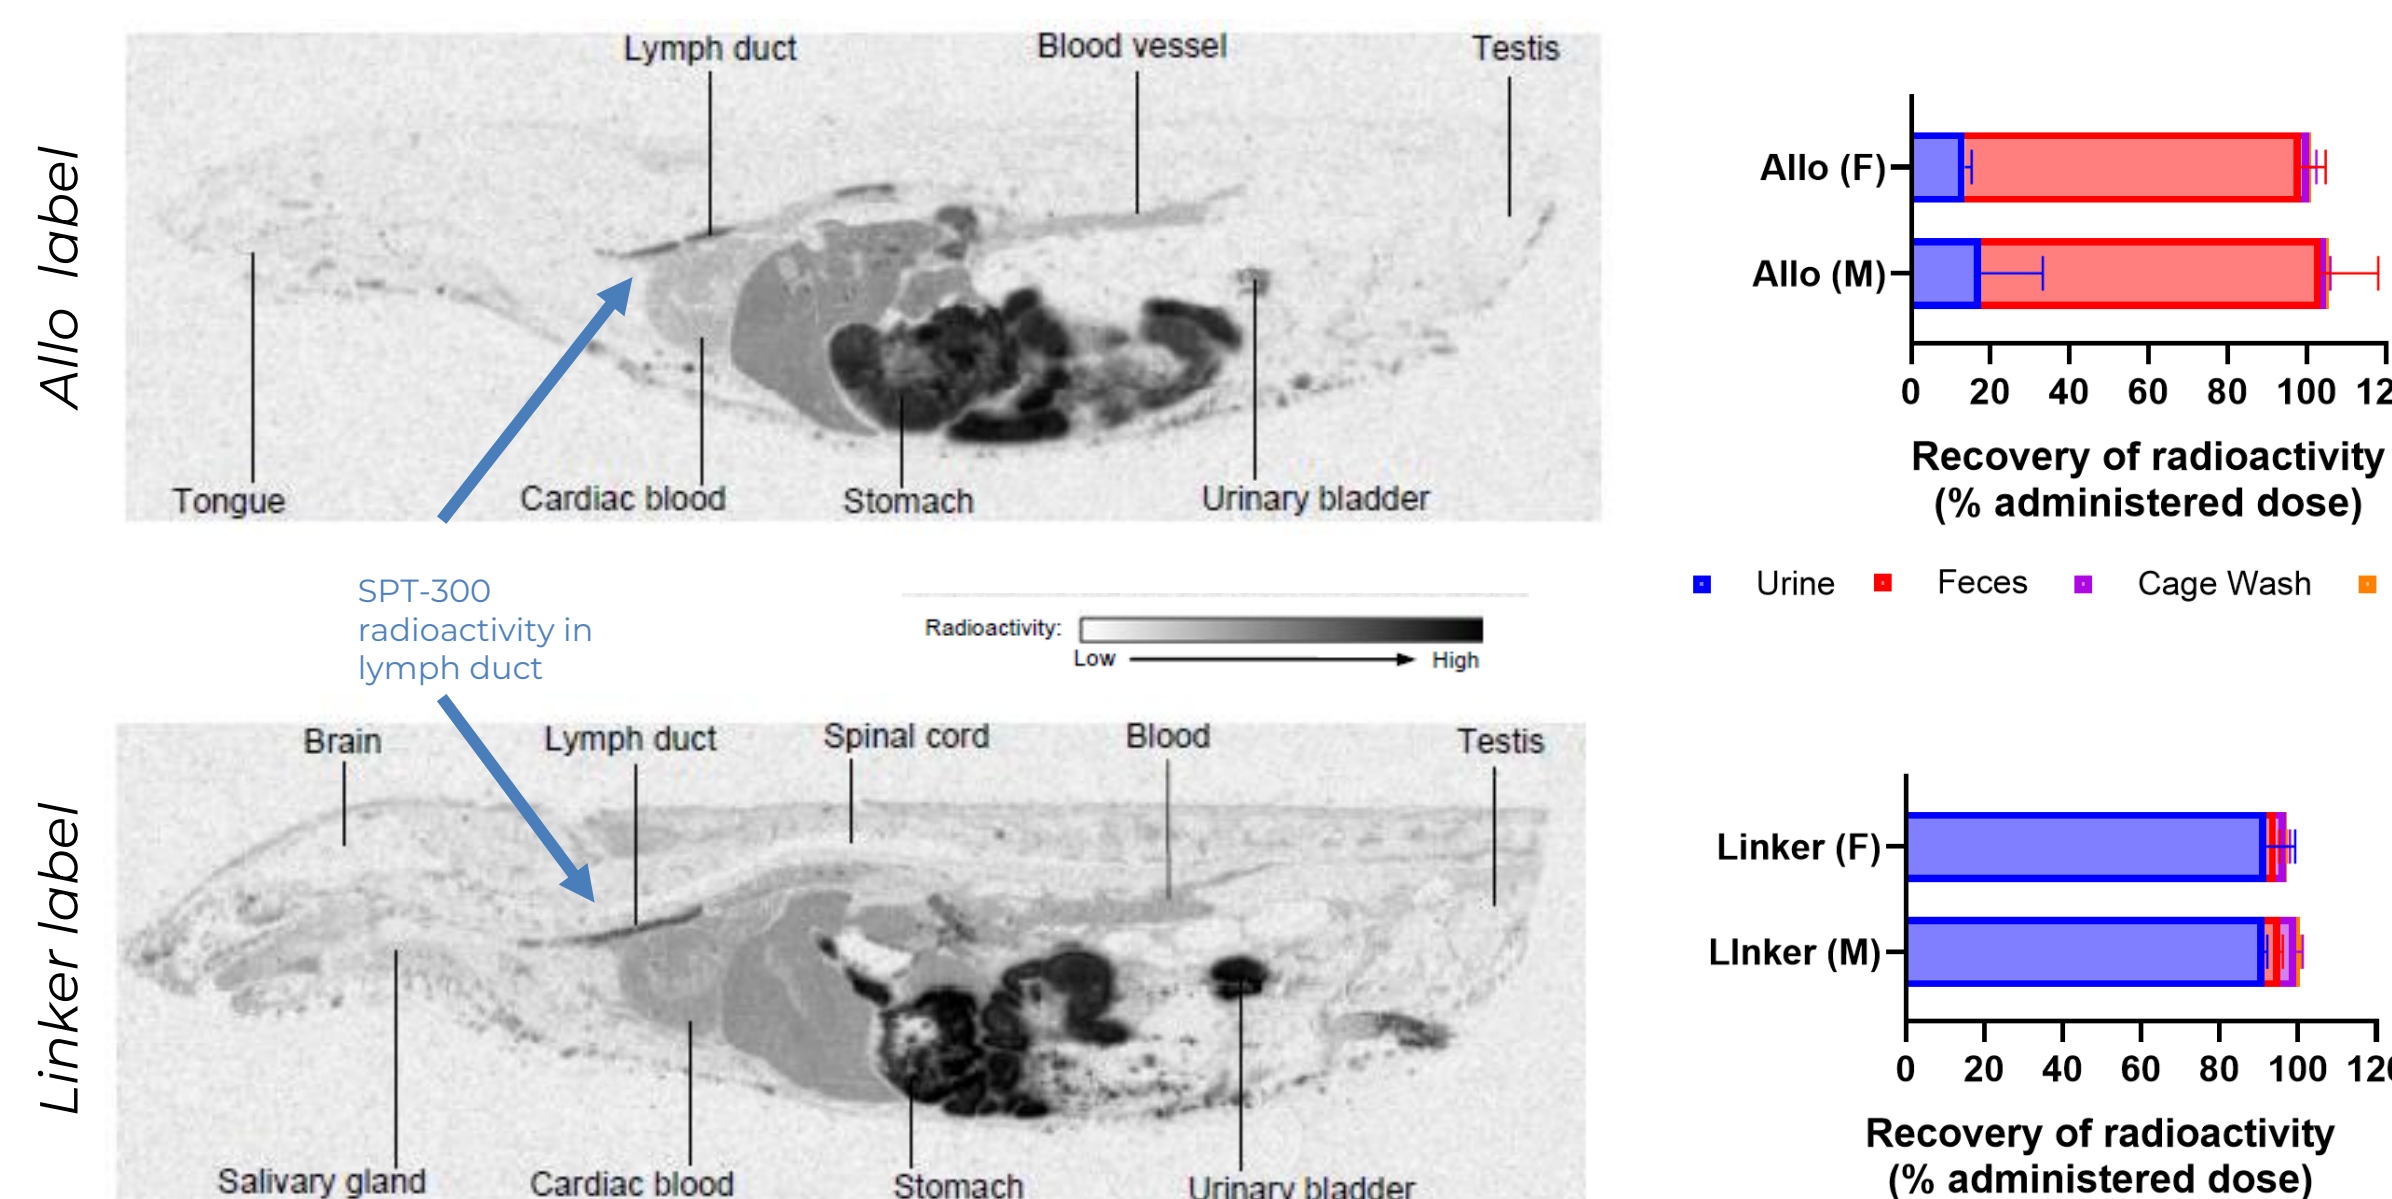 Allo label
Lymph duct
Blood vessel
Testis
Tongue
Cardiac blood
Stomach
Urinary bladder
Allo (F)
Allo (M)
0 20 40 60 80 100 12
Recovery of radioactivity
(% administered dose)
Urine Feces Cage Wash
SPT-300
radioactivity in
lymph duct
Radioactivity:
Low High
Linker label
Brain
Lymph duct
Spinal cord
Blood
Testis
Salivary gland
Cardiac blood
Stomach
Urinary bladder
Linker (F)
LInker (M)
0 20 40 60 80 100 120
Recovery of radioactivity
(% administered dose)